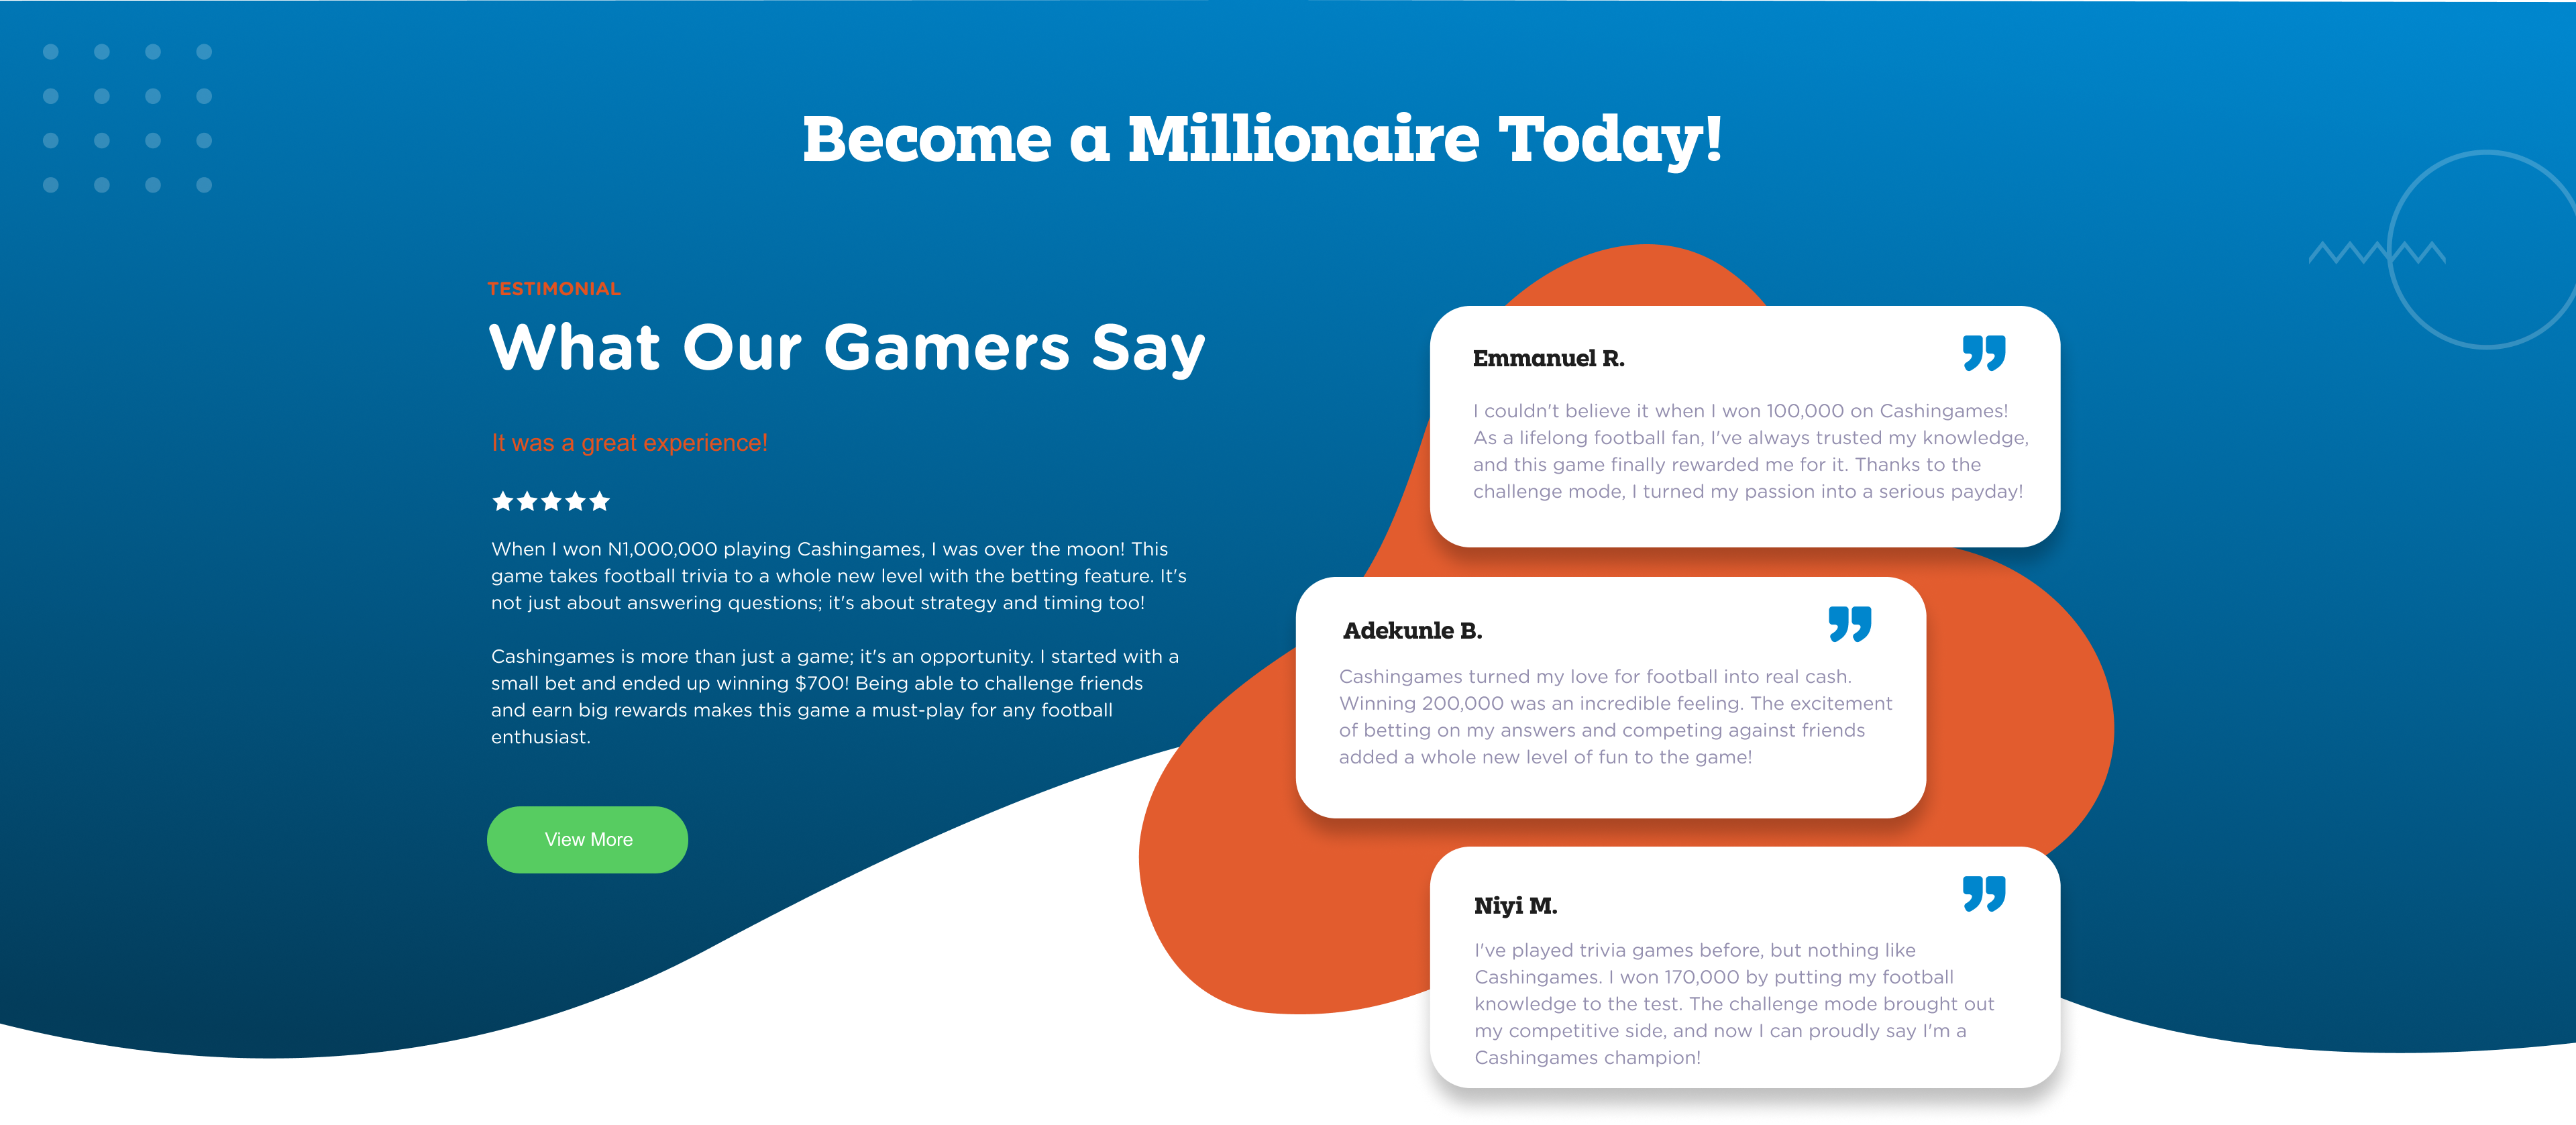 Become a Millionaire Today!
TESTIMONIAL
What Our Gamers Say
It was a great experience!
When I won N1,000,000 playing Cashingames, I was over the moon! This
game takes football trivia to a whole new level with the betting feature. It's
not just about answering questions; it's about strategy and timing too!
Cashingames is more than just a game; it's an opportunity. I started with a
small bet and ended up winning $700! Being able to challenge friends
and earn big rewards makes this game a must-play for any football
enthusiast.
View More
Emmanuel R.
I couldn't believe it when I won 100,000 on Cashingames!
As a lifelong football fan, I've always trusted my knowledge,
and this game finally rewarded me for it. Thanks to the
challenge mode, I turned my passion into a serious payday!
Adekunle B.
Cashingames turned my love for football into real cash.
Winning 200,000 was an incredible feeling. The excitement
of betting on my answers and competing against friends
added a whole new level of fun to the game!
Niyi M.
I've played trivia games before, but nothing like
Cashingames. I won 170,000 by putting my football
knowledge to the test. The challenge mode brought out
my competitive side, and now I can proudly say I'm a
Cashingames champion!